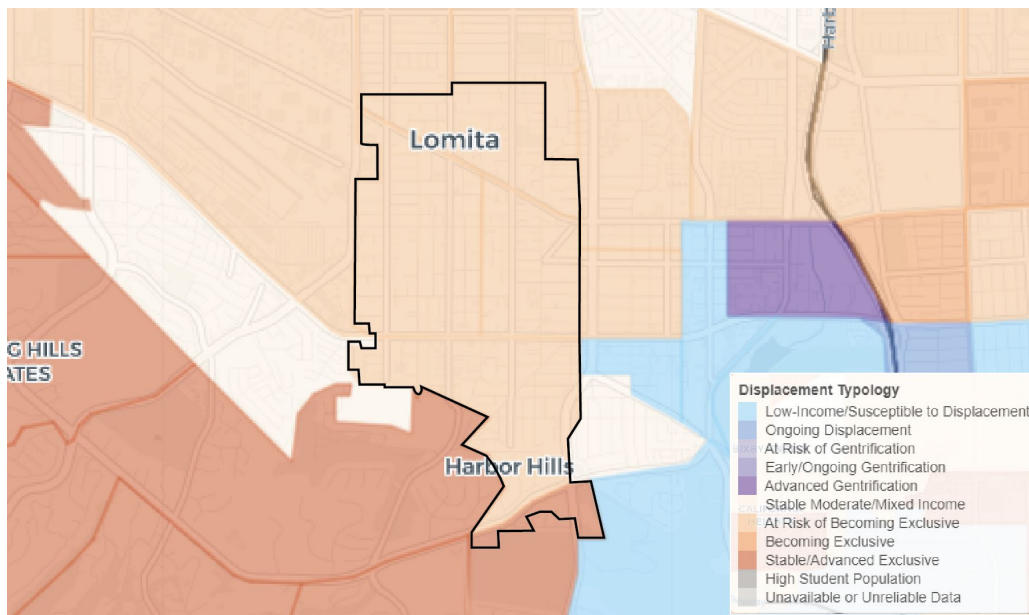 Harb
Lomita
G HILLS
ATES
Harbor Hills
Displacement Typology
Low-Income/Susceptible to Displacement
Ongoing Displacement
At Risk of Gentrification
Early/Ongoing Gentrification
Advanced Gentrification
Stable Moderate/Mixed Income
At Risk of Becoming Exclusive
Becoming Exclusive
Stable/Advanced Exclusive
High Student Population
Unavailable or Unreliable Data